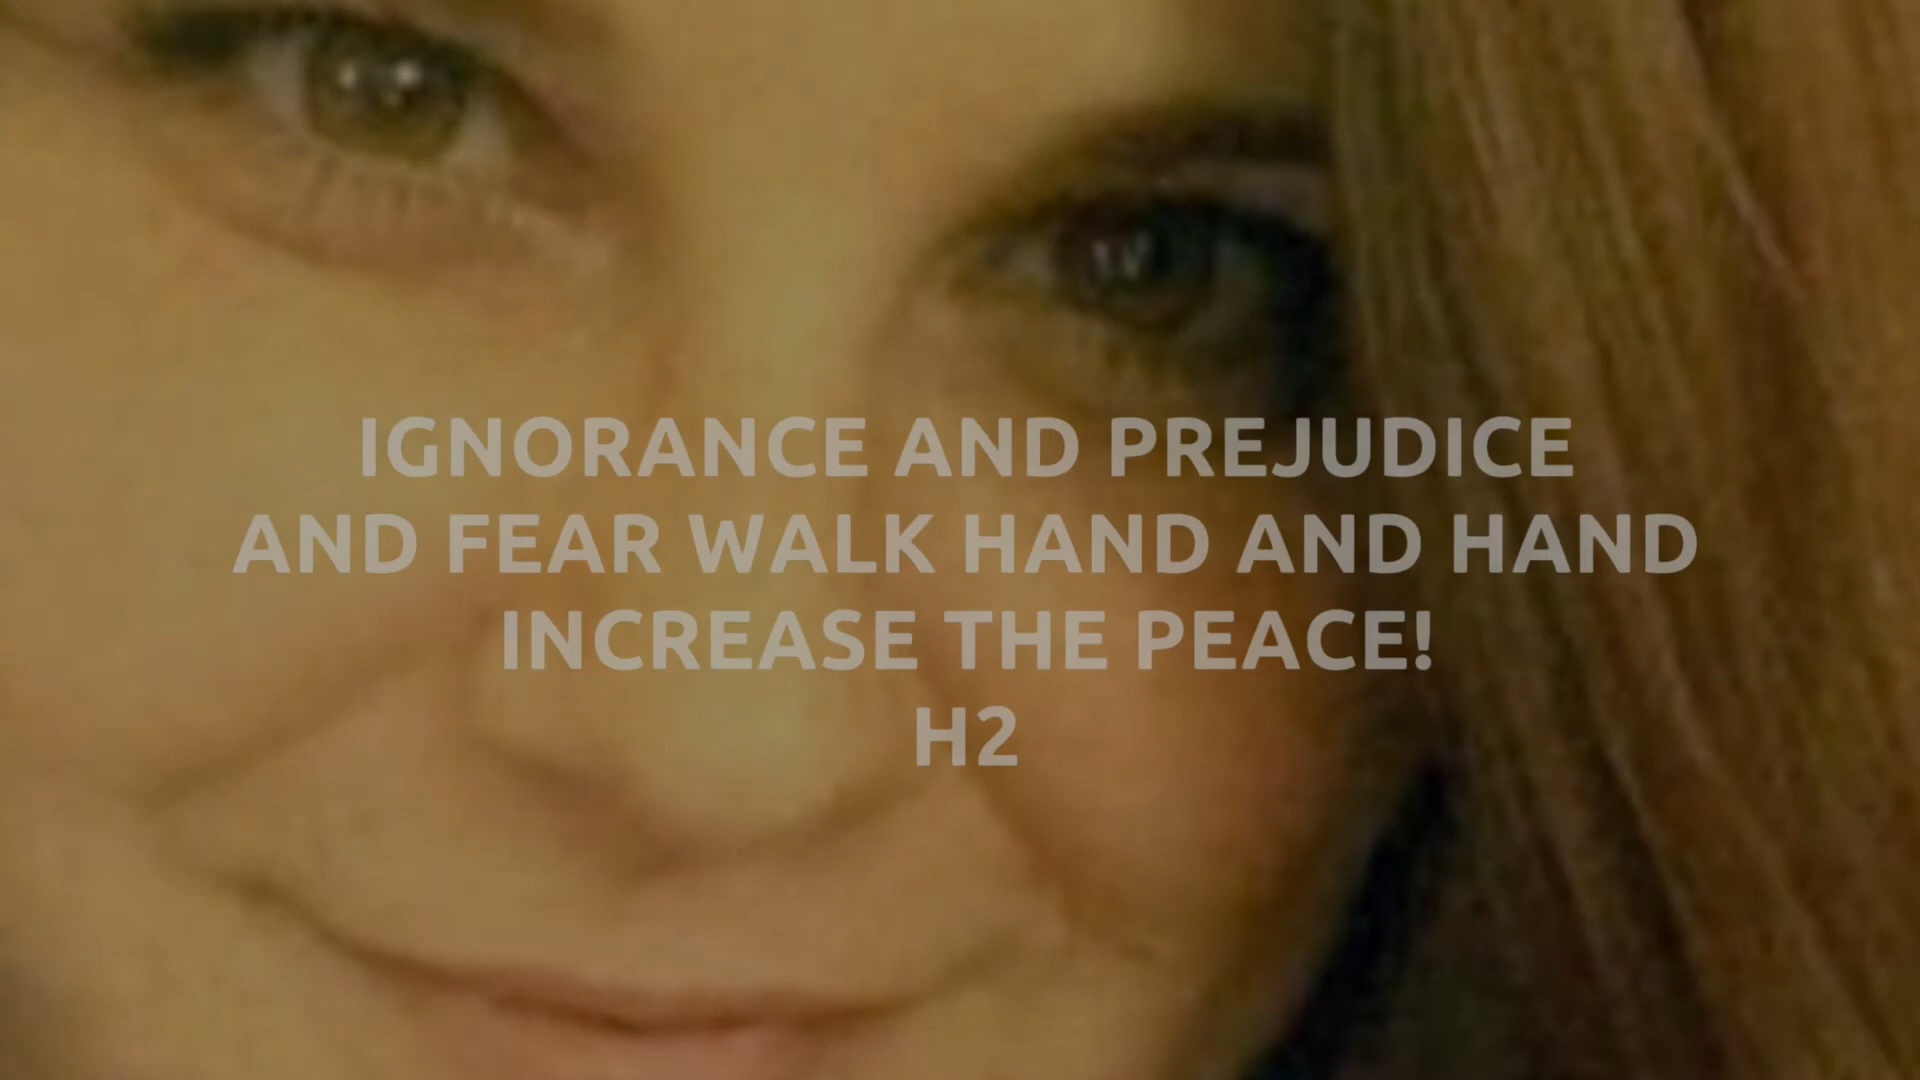 IGNORANCE AND PREJUDICE
AND FEAR WALK HAND AND HAND
INCREASE THE PEACE!
H2